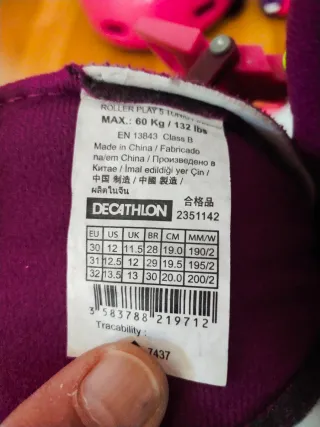 ROLLER PLAY 5
MAX.: 60 Kg / 132 lbs
EN 13843 Class B
Made in China / Fabricado
na/em China / Произведено в
Китае / Imal edildiği yer Çin /
中国 制造 / 中國 製造 /
ผลิตในจีน
DECATHLON 合格品
2351142
EU US UK BR CM MM/W
30 12 11.5 28 19.0 190/2
31 12.5 12 29 19.5 195/2
32 13.5 13 30 20.0 200/2
3 583788 219712
Tracability :
7437